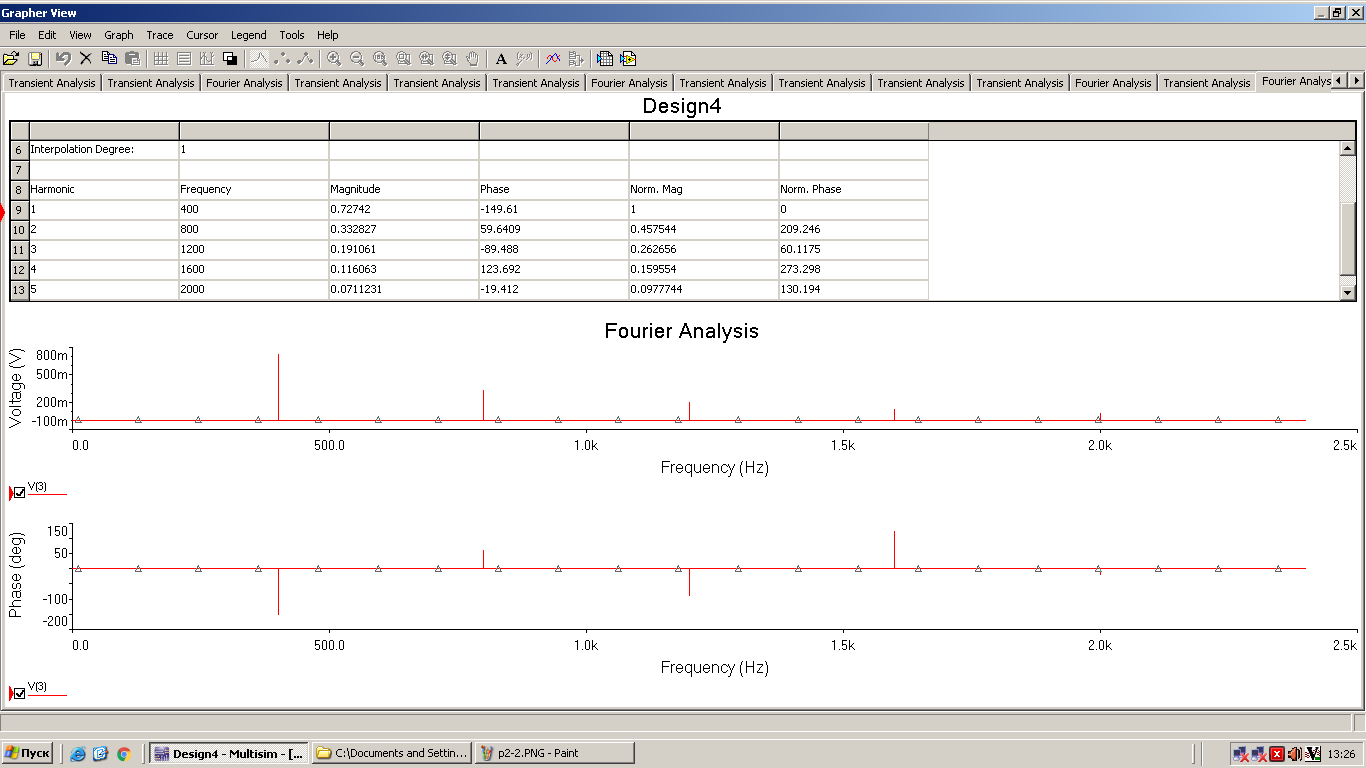 Grapher View
File Edit View Graph Trace Cursor Legend Tools Help
Transient Analysis Transient Analysis Fourier Analysis Transient Analysis Transient Analysis Transient Analysis Fourier Analysis Transient Analysis Transient Analysis Transient Analysis Transient Analysis Fourier Analysis Transient Analysis Fourier Analys
Design4
6 Interpolation Degree: 1
7
8 Harmonic Frequency Magnitude Phase Norm. Mag Norm. Phase
9 1 400 0.72742 -149.61 1 0
10 2 800 0.332827 59.6409 0.457544 209.246
11 3 1200 0.191061 -89.488 0.262656 60.1175
12 4 1600 0.116063 123.692 0.159554 273.298
13 5 2000 0.0711231 -19.412 0.0977744 130.194
Fourier Analysis
Voltage (V)
800m
500m
200m
-100m
0.0 500.0 1.0k 1.5k 2.0k 2.5k
Frequency (Hz)
V(3)
Phase (deg)
150
50
-100
-200
0.0 500.0 1.0k 1.5k 2.0k 2.5k
Frequency (Hz)
V(3)
Пуск Design4 - Multisim - [... C:\Documents and Settin... p2-2.PNG - Paint 13:26